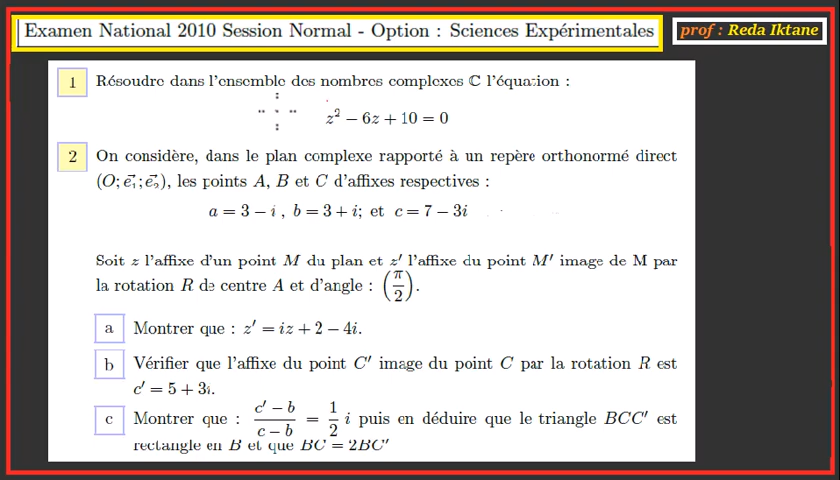 Examen National 2010 Session Normal - Option : Sciences Expérimentales
prof : Reda Iktane
1 Résoudre dans l'ensemble des nombres complexes ℂ l'équation :
z² − 6z + 10 = 0
2 On considère, dans le plan complexe rapporté à un repère orthonormé direct
(O; e⃗₁; e⃗₂), les points A, B et C d'affixes respectives :
a = 3 − i , b = 3 + i; et c = 7 − 3i
Soit z l'affixe d'un point M du plan et z′ l'affixe du point M′ image de M par
la rotation R de centre A et d'angle : (π/2).
a Montrer que : z′ = iz + 2 − 4i.
b Vérifier que l'affixe du point C′ image du point C par la rotation R est
c′ = 5 + 3i.
c Montrer que : (c′ − b)/(c − b) = 1/2 i puis en déduire que le triangle BCC′ est
rectangle en B et que BC = 2BC′